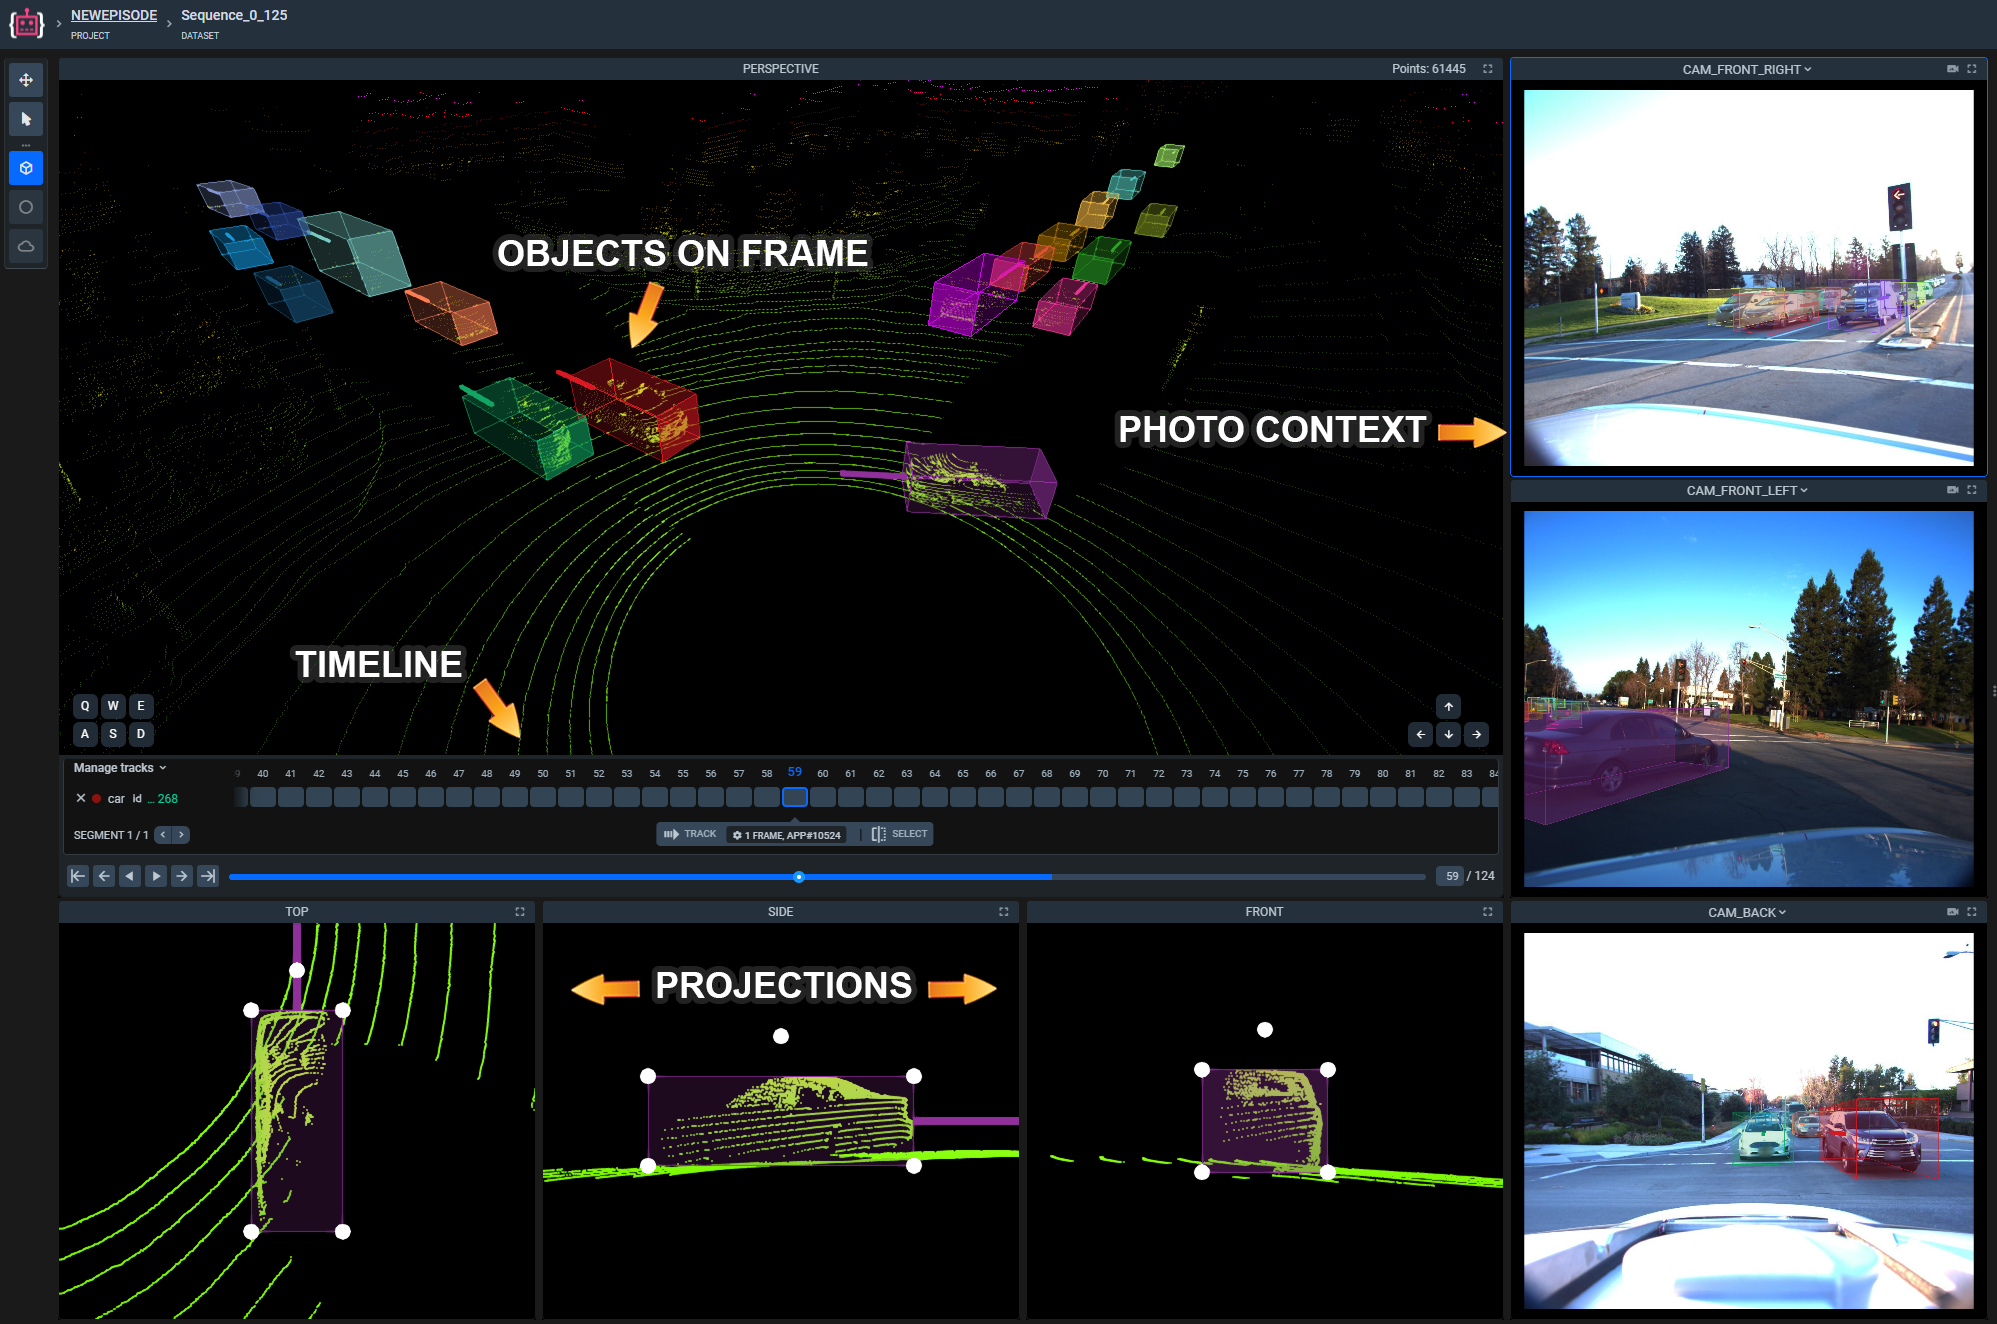 NEWEPISODE
PROJECT
Sequence_0_125
DATASET
PERSPECTIVE
Points: 61445
OBJECTS ON FRAME
PHOTO CONTEXT
TIMELINE
Q W E
A S D
Manage tracks
9 40 41 42 43 44 45 46 47 48 49 50 51 52 53 54 55 56 57 58 59 60 61 62 63 64 65 66 67 68 69 70 71 72 73 74 75 76 77 78 79 80 81 82 83 84
car id ... 268
SEGMENT 1 / 1
TRACK
1 FRAME, APP#10524
SELECT
59 / 124
TOP
SIDE
FRONT
PROJECTIONS
CAM_FRONT_RIGHT
CAM_FRONT_LEFT
CAM_BACK